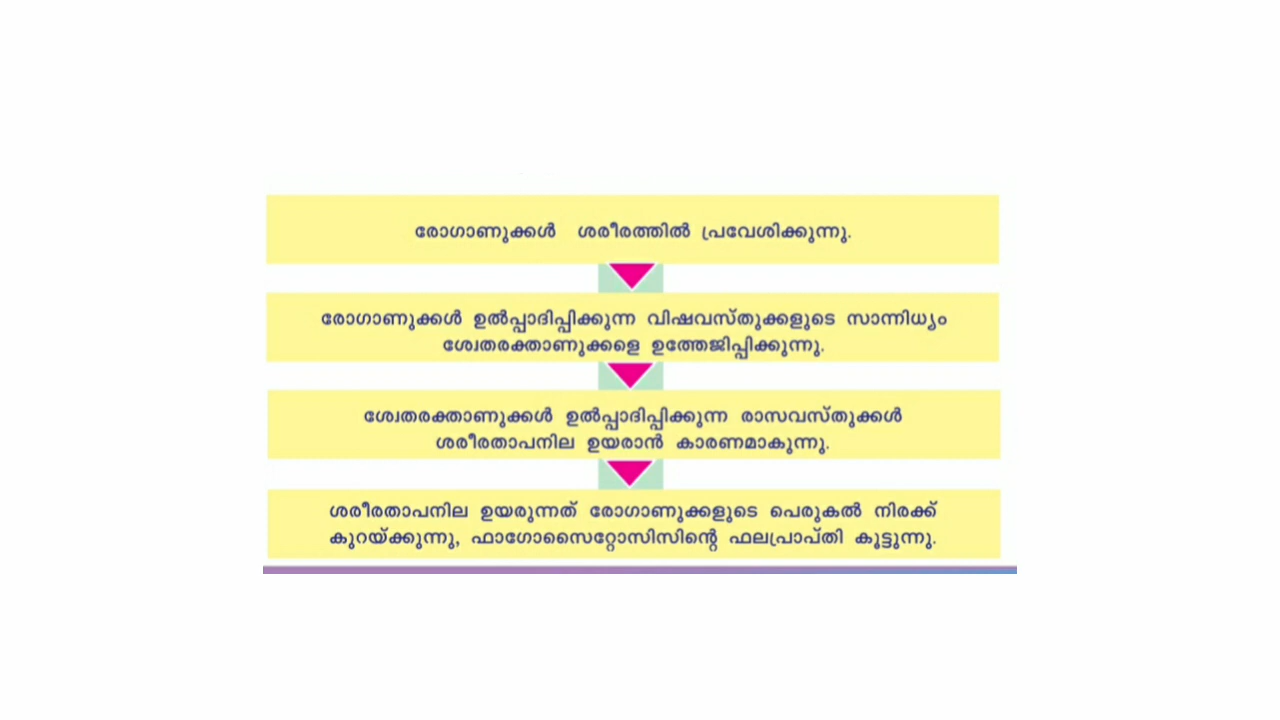 രോഗാണുക്കൾ ശരീരത്തിൽ പ്രവേശിക്കുന്നു.
രോഗാണുക്കൾ ഉൽപ്പാദിപ്പിക്കുന്ന വിഷവസ്തുക്കളുടെ സാന്നിധ്യം
ശ്വേതരക്താണുക്കളെ ഉത്തേജിപ്പിക്കുന്നു.
ശ്വേതരക്താണുക്കൾ ഉൽപ്പാദിപ്പിക്കുന്ന രാസവസ്തുക്കൾ
ശരീരതാപനില ഉയരാൻ കാരണമാകുന്നു.
ശരീരതാപനില ഉയരുന്നത് രോഗാണുക്കളുടെ പെരുകൽ നിരക്ക്
കുറയ്ക്കുന്നു, ഫാഗോസൈറ്റോസിസിന്റെ ഫലപ്രാപ്തി കൂട്ടുന്നു.